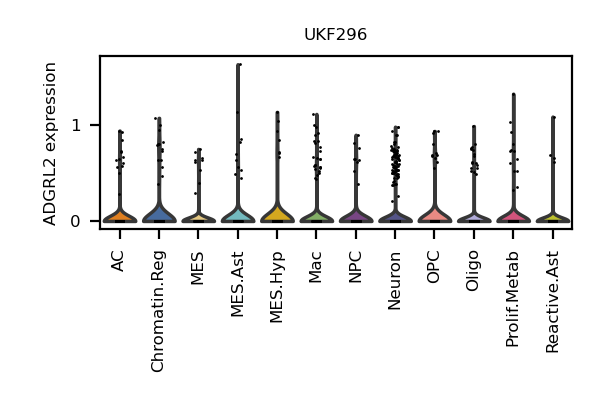 UKF296
ADGRL2 expression
1
0
AC
Chromatin.Reg
MES
MES.Ast
MES.Hyp
Mac
NPC
Neuron
OPC
Oligo
Prolif.Metab
Reactive.Ast